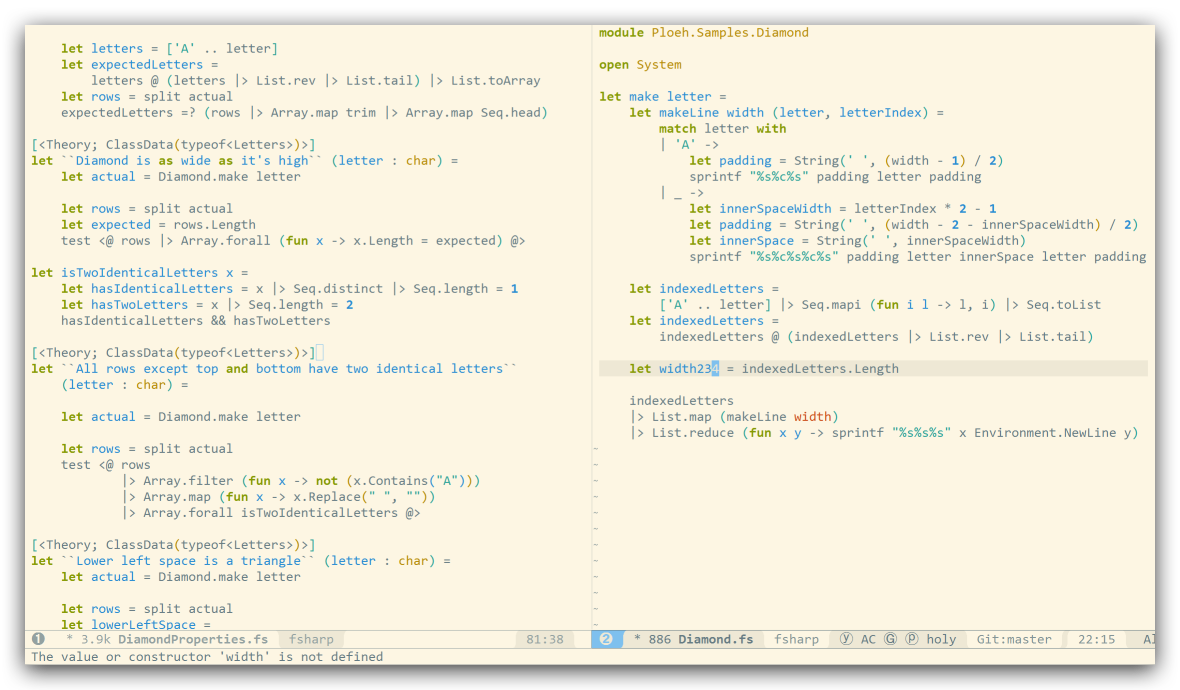 let letters = ['A' .. letter]
let expectedLetters =
letters @ (letters |> List.rev |> List.tail) |> List.toArray
let rows = split actual
expectedLetters =? (rows |> Array.map trim |> Array.map Seq.head)
[<Theory; ClassData(typeof<Letters>)>]
let ``Diamond is as wide as it's high`` (letter : char) =
let actual = Diamond.make letter
let rows = split actual
let expected = rows.Length
test <@ rows |> Array.forall (fun x -> x.Length = expected) @>
let isTwoIdenticalLetters x =
let hasIdenticalLetters = x |> Seq.distinct |> Seq.length = 1
let hasTwoLetters = x |> Seq.length = 2
hasIdenticalLetters && hasTwoLetters
[<Theory; ClassData(typeof<Letters>)>]
let ``All rows except top and bottom have two identical letters``
(letter : char) =
let actual = Diamond.make letter
let rows = split actual
test <@ rows
|> Array.filter (fun x -> not (x.Contains("A")))
|> Array.map (fun x -> x.Replace(" ", ""))
|> Array.forall isTwoIdenticalLetters @>
[<Theory; ClassData(typeof<Letters>)>]
let ``Lower left space is a triangle`` (letter : char) =
let actual = Diamond.make letter
let rows = split actual
let lowerLeftSpace =
❶ * 3.9k DiamondProperties.fs fsharp 81:38
module Ploeh.Samples.Diamond
open System
let make letter =
let makeLine width (letter, letterIndex) =
match letter with
| 'A' ->
let padding = String(' ', (width - 1) / 2)
sprintf "%s%c%s" padding letter padding
| _ ->
let innerSpaceWidth = letterIndex * 2 - 1
let padding = String(' ', (width - 2 - innerSpaceWidth) / 2)
let innerSpace = String(' ', innerSpaceWidth)
sprintf "%s%c%s%c%s" padding letter innerSpace letter padding
let indexedLetters =
['A' .. letter] |> Seq.mapi (fun i l -> l, i) |> Seq.toList
let indexedLetters =
indexedLetters @ (indexedLetters |> List.rev |> List.tail)
let width234 = indexedLetters.Length
indexedLetters
|> List.map (makeLine width)
|> List.reduce (fun x y -> sprintf "%s%s%s" x Environment.NewLine y)
❷ * 886 Diamond.fs fsharp ⓨ AC Ⓖ ⓟ holy Git:master 22:15 Al
The value or constructor 'width' is not defined